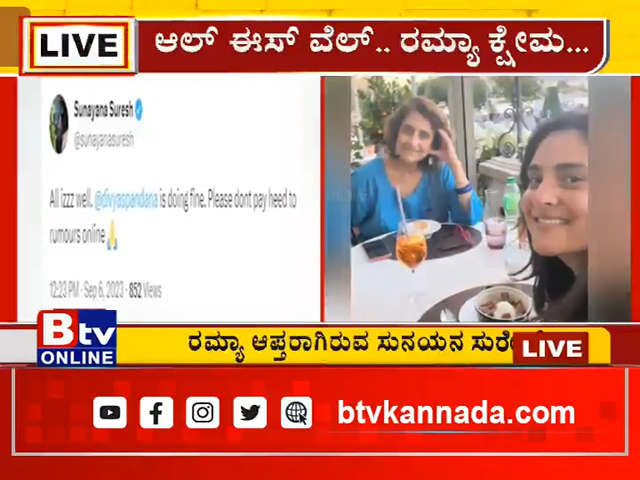 LIVE
ಆಲ್ ಈಸ್ ವೆಲ್.. ರಮ್ಯಾ ಕ್ಷೇಮ...
Sunayana Suresh
@sunayanasuresh
All izzz well. @divyaspandana is doing fine. Please dont pay heed to
rumours online🙏
12:23 PM · Sep 6, 2023 · 852 Views
Btv
ONLINE
ರಮ್ಯಾ ಆಪ್ತರಾಗಿರುವ ಸುನಯನ
LIVE
btvkannada.com